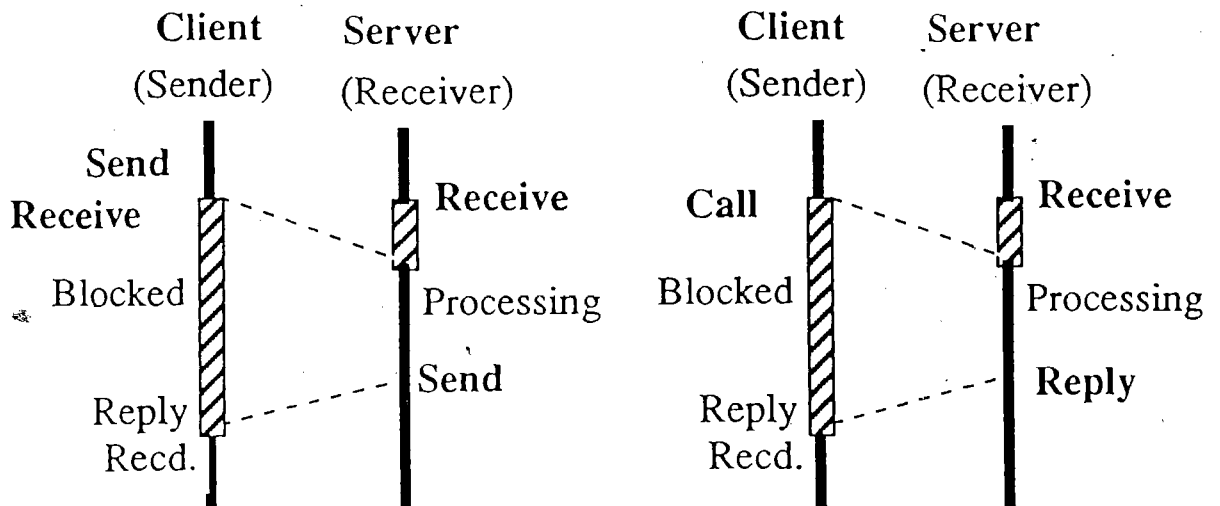 Client Server
(Sender) (Receiver)
Send
Receive
Receive
Blocked
Processing
Send
Reply
Recd.
Client Server
(Sender) (Receiver)
Call
Receive
Blocked
Processing
Reply
Reply
Recd.